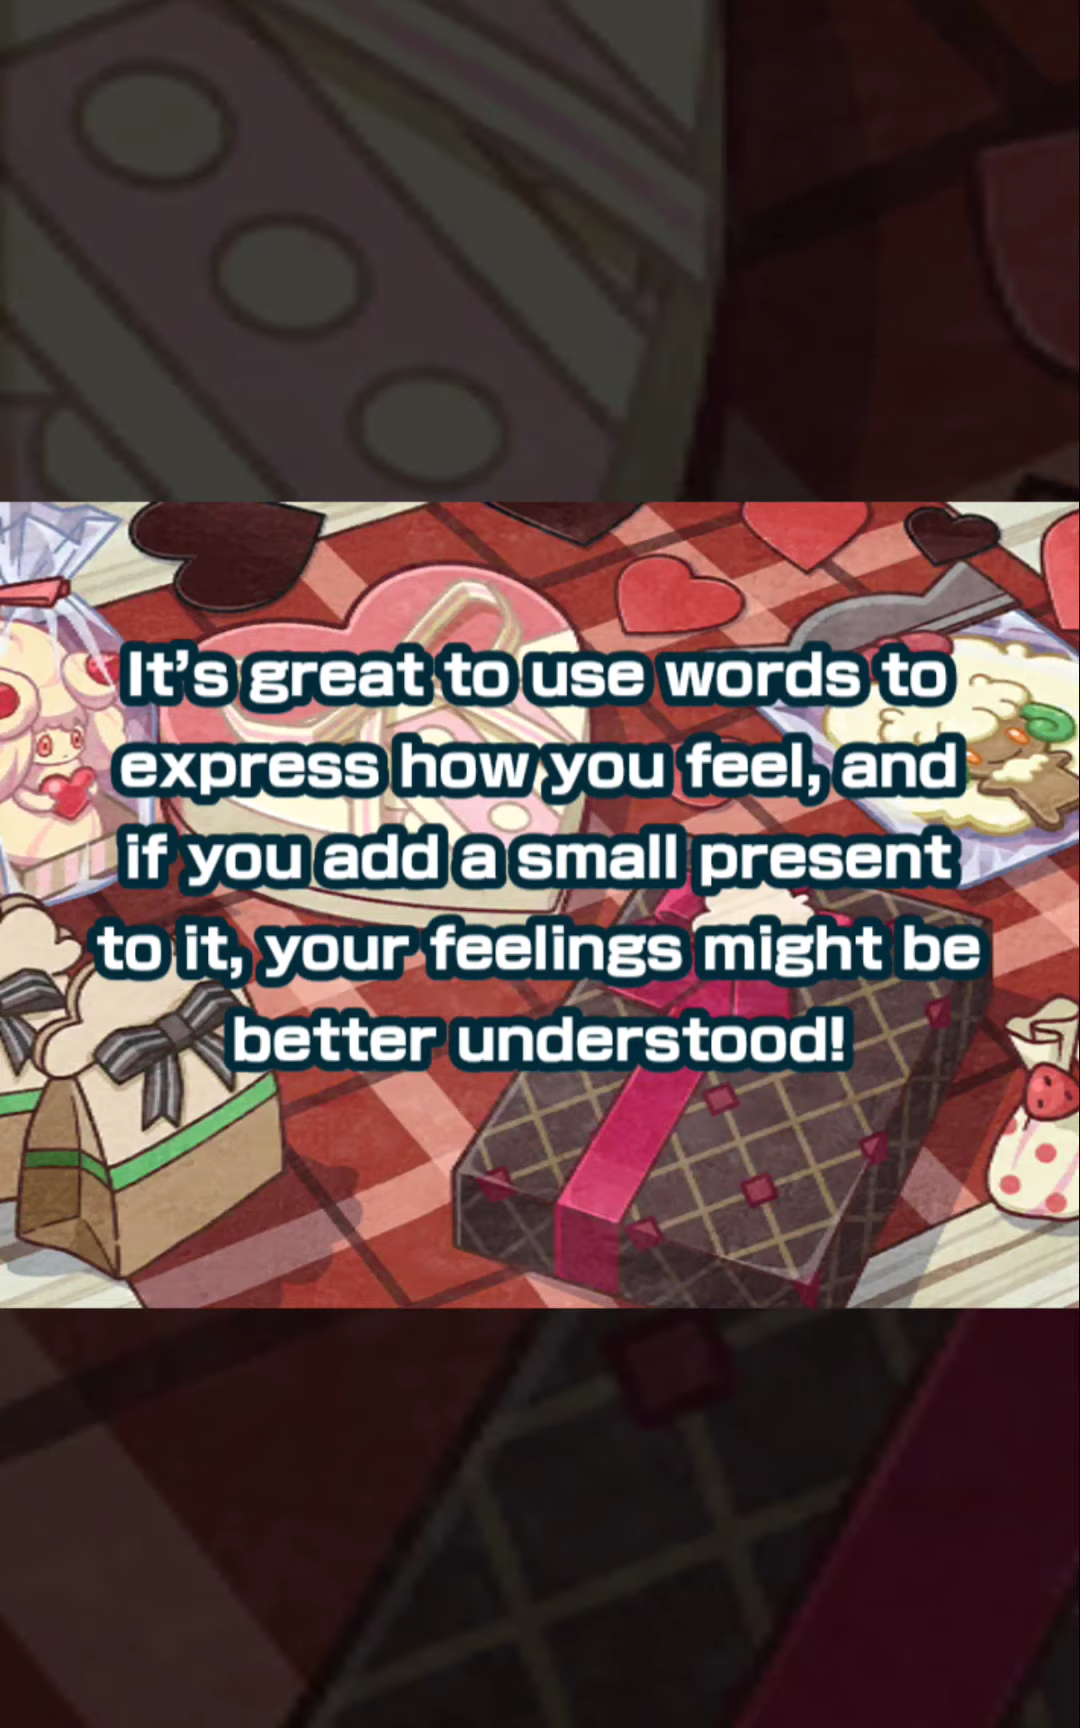 It’s great to use words to
express how you feel, and
if you add a small present
to it, your feelings might be
better understood!